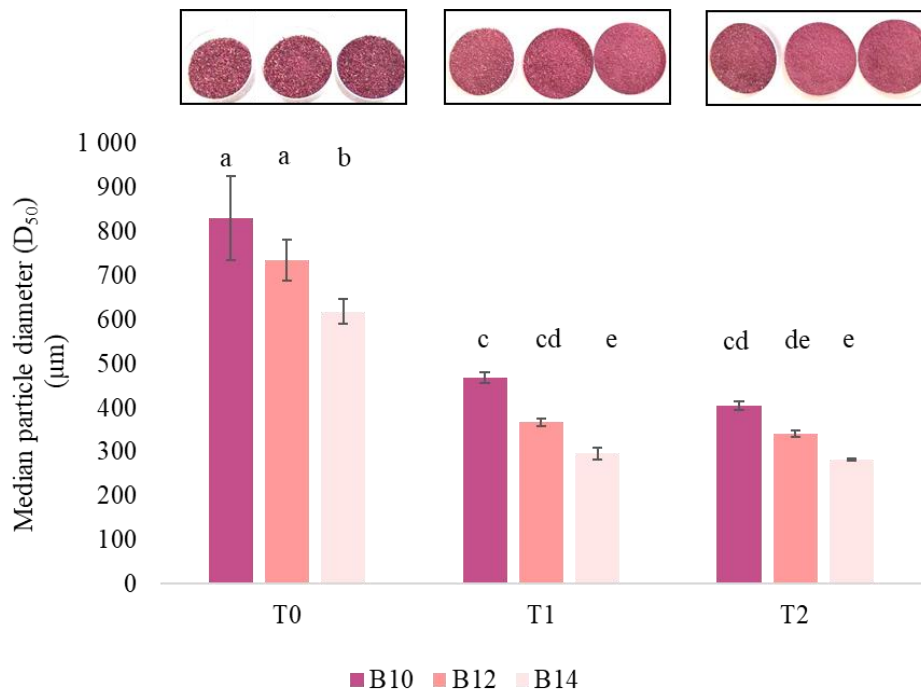 1 000
a a b
900
800
700
600
500
c cd e cd de e
400
300
200
100
0
Median particle diameter (D₅₀)
(µm)
T0 T1 T2
B10 B12 B14